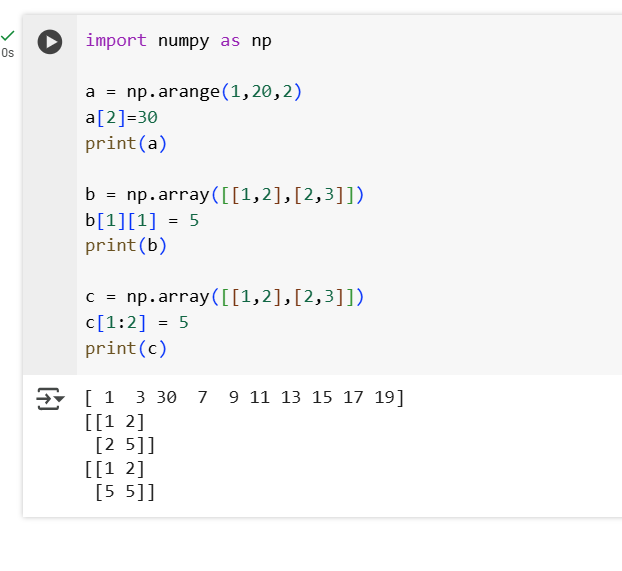 import numpy as np
0s
a = np.arange(1,20,2)
a[2]=30
print(a)
b = np.array([[1,2],[2,3]])
b[1][1] = 5
print(b)
c = np.array([[1,2],[2,3]])
c[1:2] = 5
print(c)
[ 1  3 30  7  9 11 13 15 17 19]
[[1 2]
 [2 5]]
[[1 2]
 [5 5]]